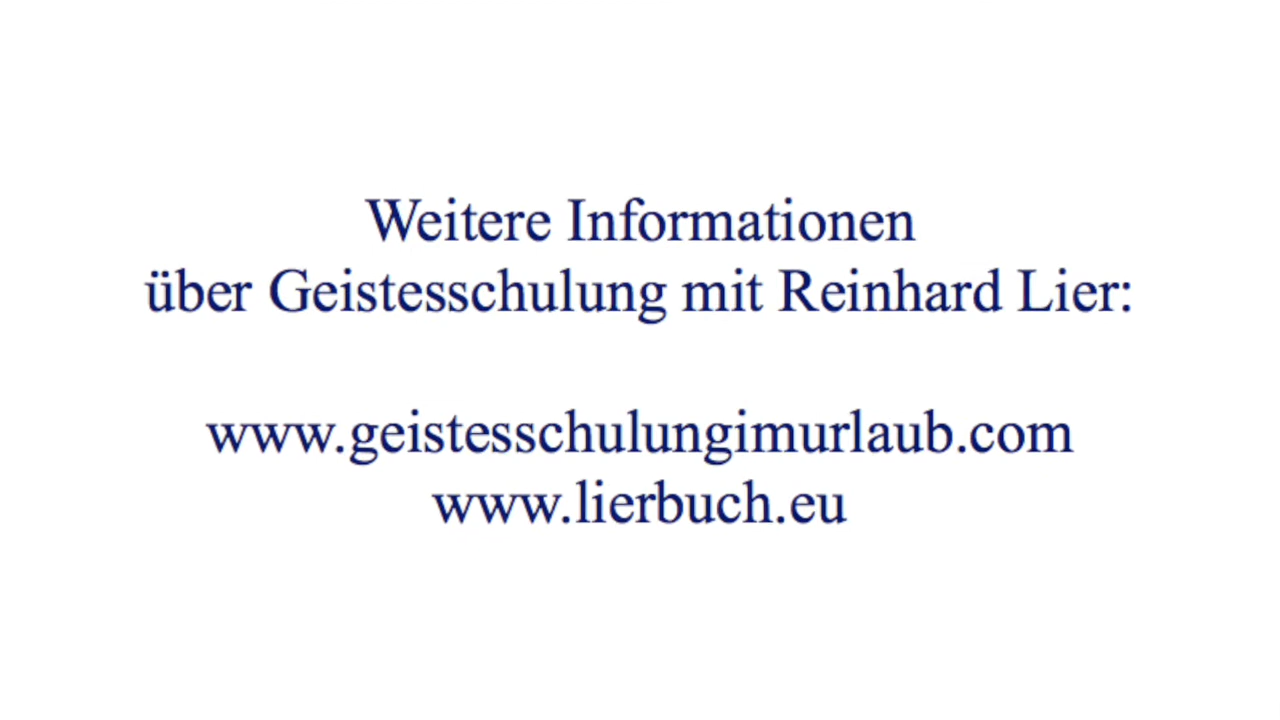 Weitere Informationen
über Geistesschulung mit Reinhard Lier:
www.geistesschulungimurlaub.com
www.lierbuch.eu